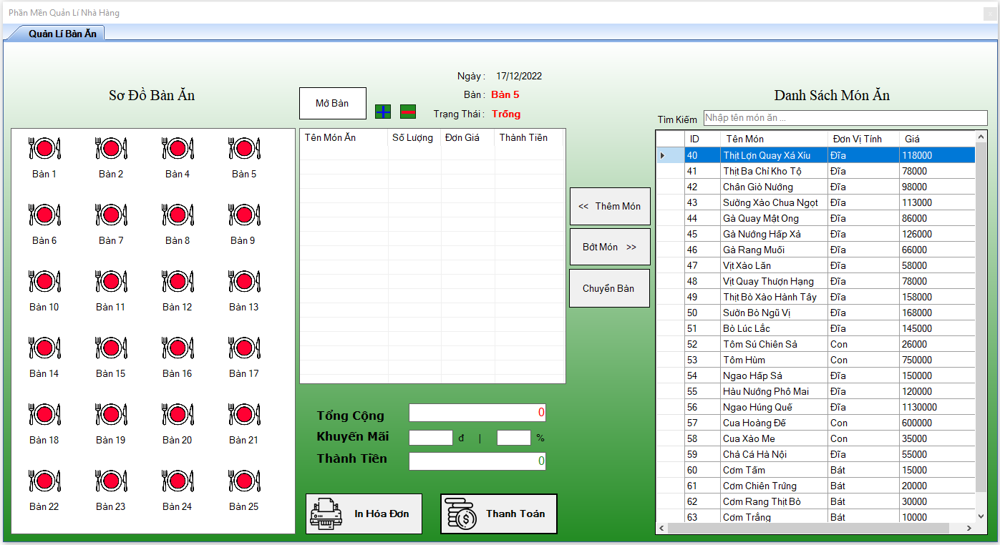 Phần Mền Quản Lí Nhà Hàng
Quản Lí Bàn Ăn
Sơ Đồ Bàn Ăn
Bàn 1 Bàn 2 Bàn 4 Bàn 5
Bàn 6 Bàn 7 Bàn 8 Bàn 9
Bàn 10 Bàn 11 Bàn 12 Bàn 13
Bàn 14 Bàn 15 Bàn 16 Bàn 17
Bàn 18 Bàn 19 Bàn 20 Bàn 21
Bàn 22 Bàn 23 Bàn 24 Bàn 25
Mở Bàn
Ngày : 17/12/2022
Bàn : Bàn 5
Trạng Thái : Trống
Tên Món Ăn Số Lượng Đơn Giá Thành Tiền
<< Thêm Món
Bớt Món >>
Chuyển Bàn
Tổng Cộng 0
Khuyến Mãi đ | %
Thành Tiền 0
In Hóa Đơn
Thanh Toán
Danh Sách Món Ăn
Tìm Kiếm Nhập tên món ăn ...
ID Tên Món Đơn Vị Tính Giá
40 Thịt Lợn Quay Xá Xíu Đĩa 118000
41 Thịt Ba Chỉ Kho Tộ Đĩa 78000
42 Chân Giò Nướng Đĩa 98000
43 Sường Xào Chua Ngọt Đĩa 113000
44 Gà Quay Mật Ong Đĩa 86000
45 Gà Nướng Hấp Xả Đĩa 126000
46 Gà Rang Muối Đĩa 66000
47 Vịt Xào Lăn Đĩa 58000
48 Vịt Quay Thượn Hạng Đĩa 78000
49 Thịt Bò Xào Hành Tây Đĩa 158000
50 Sườn Bò Ngũ Vị Đĩa 168000
51 Bò Lúc Lắc Đĩa 145000
52 Tôm Sú Chiên Sả Con 26000
53 Tôm Hùm Con 750000
54 Ngao Hấp Sả Đĩa 150000
55 Hàu Nướng Phô Mai Đĩa 120000
56 Ngao Húng Quế Đĩa 1130000
57 Cua Hoàng Đế Con 600000
58 Cua Xào Me Con 35000
59 Chả Cá Hà Nội Đĩa 55000
60 Cơm Tấm Bát 15000
61 Cơm Chiên Trứng Bát 20000
62 Cơm Rang Thịt Bò Bát 30000
63 Cơm Trắng Bát 10000